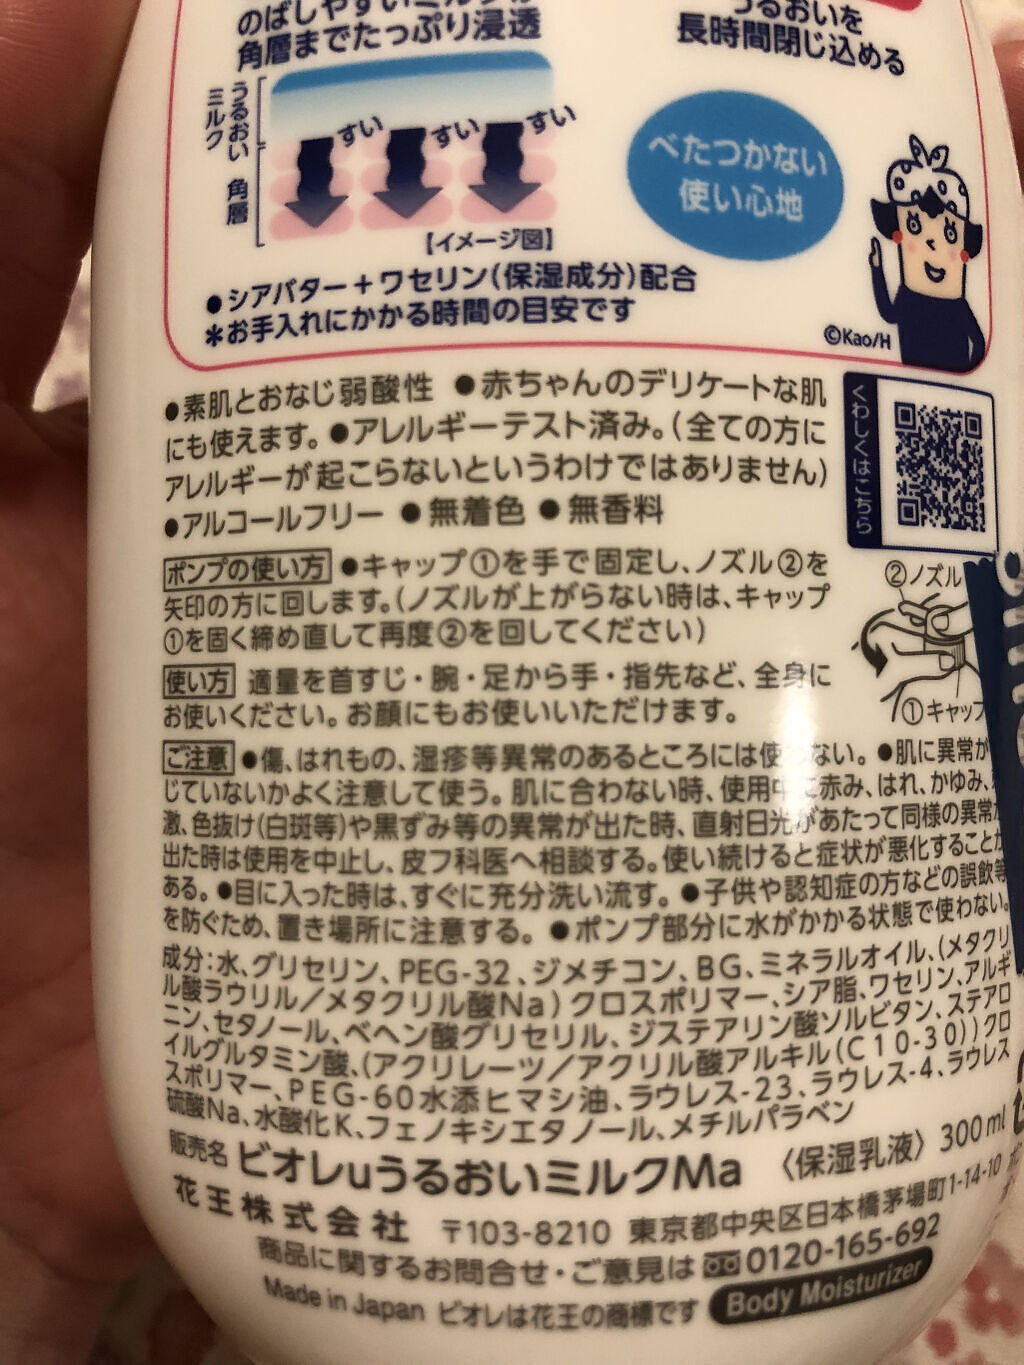 のばしやすいミルクが
角層までたっぷり浸透
うるおいを
長時間閉じ込める
うるおい
ミルク
角層
すい
すい
すい
【イメージ図】
べたつかない
使い心地
●シアバター＋ワセリン(保湿成分)配合
＊お手入れにかかる時間の目安です
©Kao/H
●素肌とおなじ弱酸性 ●赤ちゃんのデリケートな肌
にも使えます。●アレルギーテスト済み。(全ての方に
アレルギーが起こらないというわけではありません)
●アルコールフリー ●無着色 ●無香料
くわしくはこちら
ポンプの使い方 ●キャップ①を手で固定し、ノズル②を
矢印の方に回します。(ノズルが上がらない時は、キャップ
①を固く締め直して再度②を回してください)
②ノズル
①キャップ
使い方 適量を首すじ・腕・足から手・指先など、全身に
お使いください。お顔にもお使いいただけます。
ご注意 ●傷、はれもの、湿疹等異常のあるところには使わない。●肌に異常が
じていないかよく注意して使う。肌に合わない時、使用中に赤み、はれ、かゆみ、
激、色抜け(白斑等)や黒ずみ等の異常が出た時、直射日光があたって同様の異常が
出た時は使用を中止し、皮フ科医へ相談する。使い続けると症状が悪化することが
ある。●目に入った時は、すぐに充分洗い流す。●子供や認知症の方などの誤飲等
を防ぐため、置き場所に注意する。●ポンプ部分に水がかかる状態で使わない。
成分：水、グリセリン、PEG-32、ジメチコン、BG、ミネラルオイル、(メタクリ
ル酸ラウリル／メタクリル酸Na)クロスポリマー、シア脂、ワセリン、アルギ
ニン、セタノール、ベヘン酸グリセリル、ジステアリン酸ソルビタン、ステアロ
イルグルタミン酸、(アクリレーツ／アクリル酸アルキル(C10-30))クロ
スポリマー、PEG-60水添ヒマシ油、ラウレス-23、ラウレス-4、ラウレス
硫酸Na、水酸化K、フェノキシエタノール、メチルパラベン
販売名 ビオレuうるおいミルクMa 〈保湿乳液〉 300ml
花王株式会社 〒103-8210 東京都中央区日本橋茅場町1-14-10
商品に関するお問合せ・ご意見は 0120-165-692
Made in Japan ビオレは花王の商標です Body Moisturizer